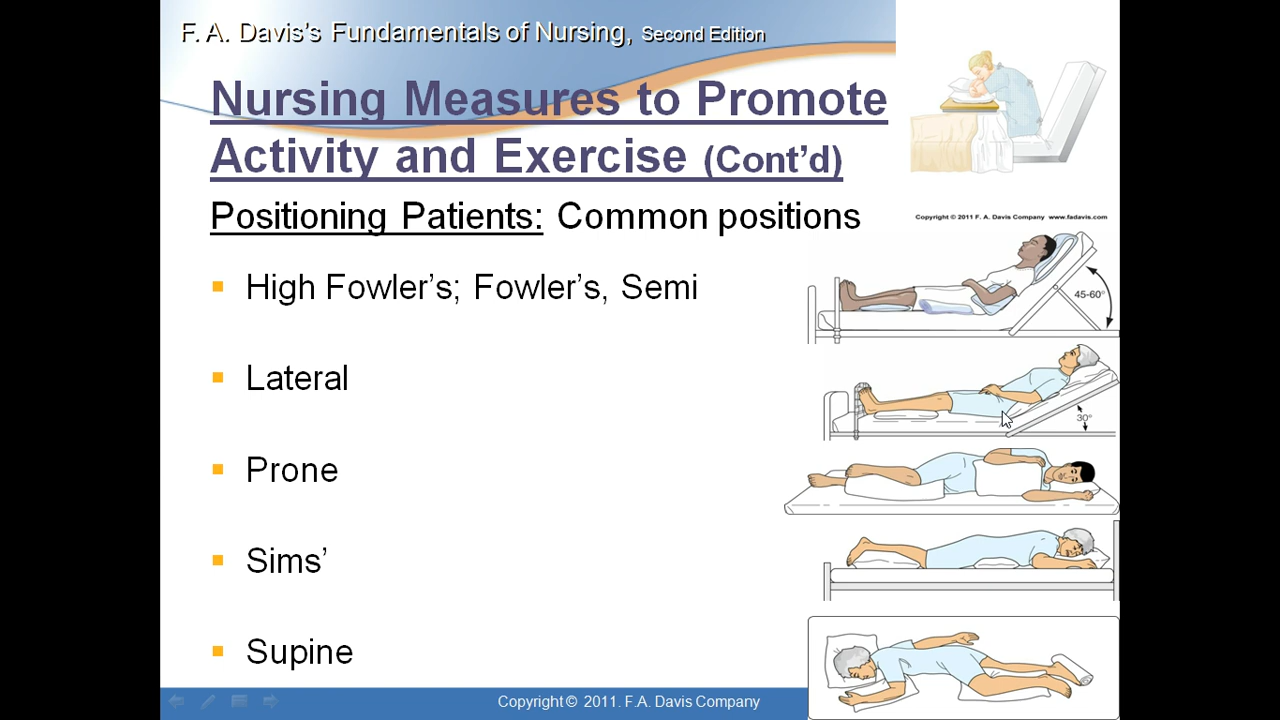 F. A. Davis's Fundamentals of Nursing, Second Edition
Nursing Measures to Promote
Activity and Exercise (Cont’d)
Positioning Patients: Common positions
Copyright © 2011 F. A. Davis Company www.fadavis.com
High Fowler’s; Fowler’s, Semi
45-60°
Lateral
30°
Prone
Sims’
Supine
Copyright © 2011. F.A. Davis Company